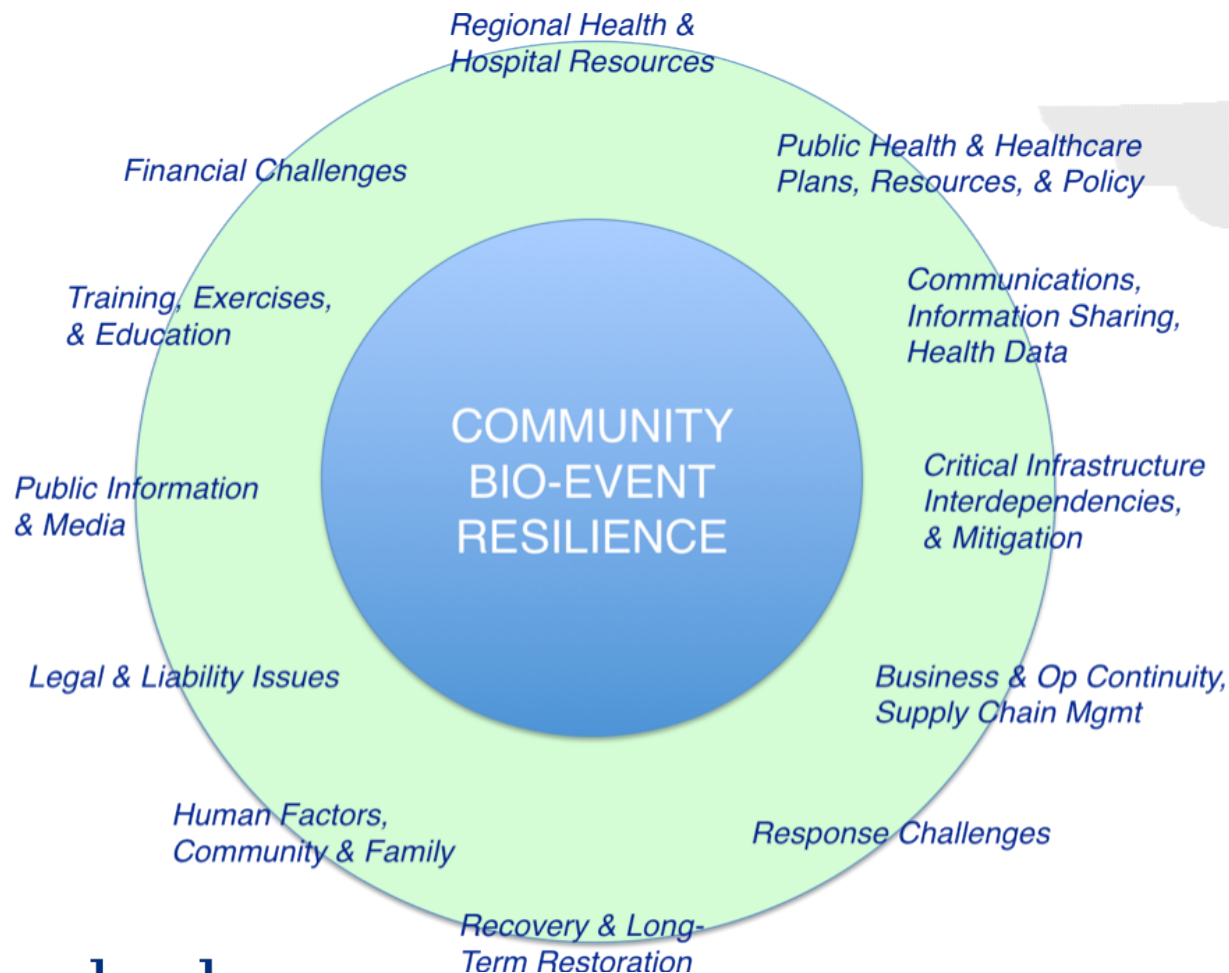 Regional Health &
Hospital Resources
Public Health & Healthcare
Plans, Resources, & Policy
Communications,
Information Sharing,
Health Data
Critical Infrastructure
Interdependencies,
& Mitigation
Business & Op Continuity,
Supply Chain Mgmt
Response Challenges
Recovery & Long-
Term Restoration
Human Factors,
Community & Family
Legal & Liability Issues
Public Information
& Media
Training, Exercises,
& Education
Financial Challenges
COMMUNITY
BIO-EVENT
RESILIENCE